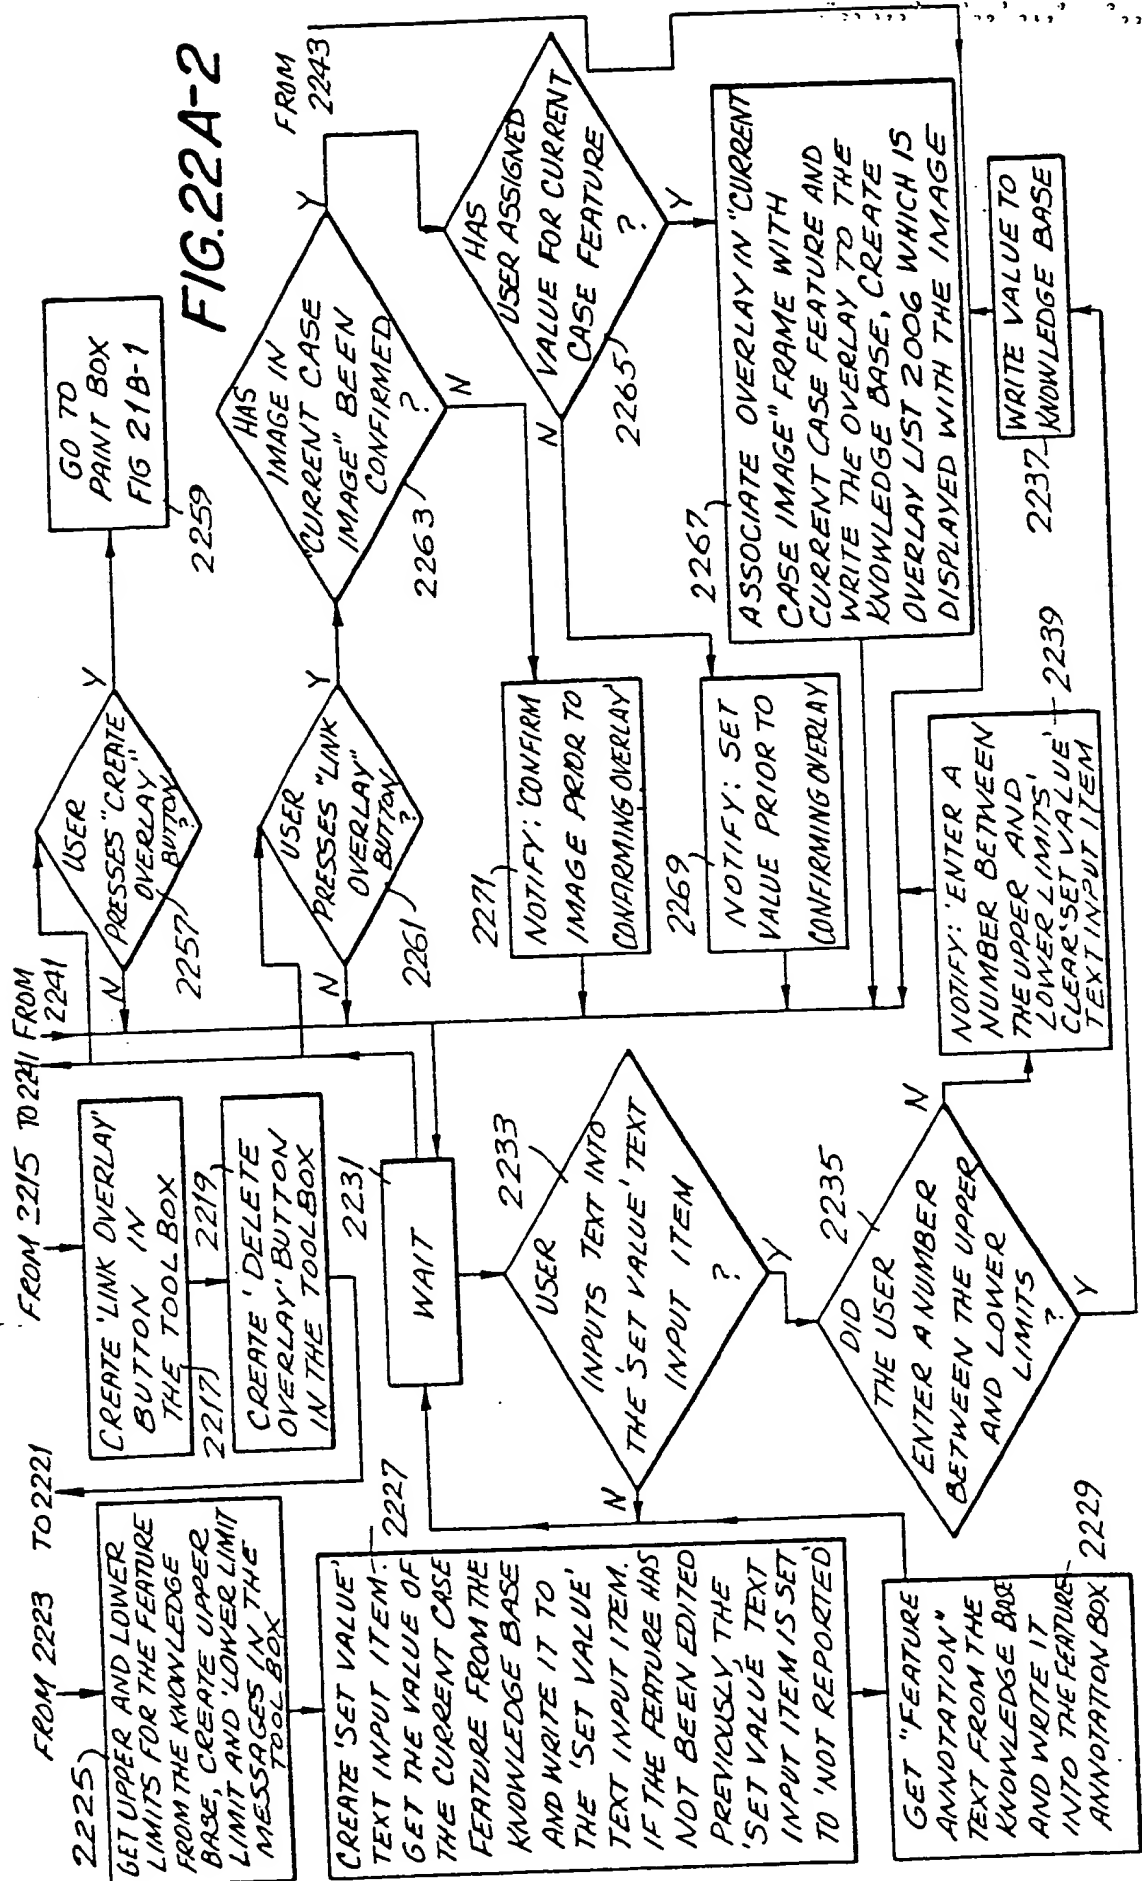 FIG.22A-2
FROM 2223
TO 2221
2225
GET UPPER AND LOWER
LIMITS FOR THE FEATURE
FROM THE KNOWLEDGE
BASE, CREATE UPPER
LIMIT AND 'LOWER LIMIT
MESSAGES IN THE
TOOL BOX
CREATE 'SET VALUE'
TEXT INPUT ITEM.
GET THE VALUE OF
THE CURRENT CASE
FEATURE FROM THE
KNOWLEDGE BASE
AND WRITE IT TO
THE 'SET VALUE'
TEXT INPUT ITEM.
IF THE FEATURE HAS
NOT BEEN EDITED
PREVIOUSLY THE
'SET VALUE' TEXT
INPUT ITEM IS SET
TO 'NOT REPORTED'
2227
GET "FEATURE
ANNOTATION"
TEXT FROM THE
KNOWLEDGE BASE
AND WRITE IT
INTO THE FEATURE
ANNOTATION BOX
2229
FROM 2215
TO 2241
FROM
2241
CREATE 'LINK OVERLAY'
BUTTON IN
THE TOOL BOX
2217
2219
CREATE 'DELETE
OVERLAY' BUTTON
IN THE TOOLBOX
2231
WAIT
2233
USER
INPUTS TEXT INTO
THE 'SET VALUE' TEXT
INPUT ITEM
?
N
Y
2235
DID
THE USER
ENTER A NUMBER
BETWEEN THE UPPER
AND LOWER
LIMITS
?
N
Y
USER
PRESSES "CREATE
OVERLAY"
BUTTON
?
N
Y
2257
GO TO
PAINT BOX
FIG 21B-1
2259
USER
PRESSES "LINK
OVERLAY"
BUTTON
?
N
Y
2261
HAS
IMAGE IN
"CURRENT CASE
IMAGE" BEEN
CONFIRMED
?
Y
N
2263
FROM
2243
HAS
USER ASSIGNED
VALUE FOR CURRENT
CASE FEATURE
?
N
Y
2265
2271
NOTIFY: 'CONFIRM
IMAGE PRIOR TO
CONFIRMING OVERLAY'
2269
NOTIFY: SET
VALUE PRIOR TO
CONFIRMING OVERLAY
2267
ASSOCIATE OVERLAY IN "CURRENT
CASE IMAGE" FRAME WITH
CURRENT CASE FEATURE AND
WRITE THE OVERLAY TO THE
KNOWLEDGE BASE, CREATE
OVERLAY LIST 2006 WHICH IS
DISPLAYED WITH THE IMAGE
NOTIFY: 'ENTER A
NUMBER BETWEEN
THE UPPER AND
LOWER LIMITS'
CLEAR 'SET VALUE'
TEXT INPUT ITEM
2239
2237
WRITE VALUE TO
KNOWLEDGE BASE